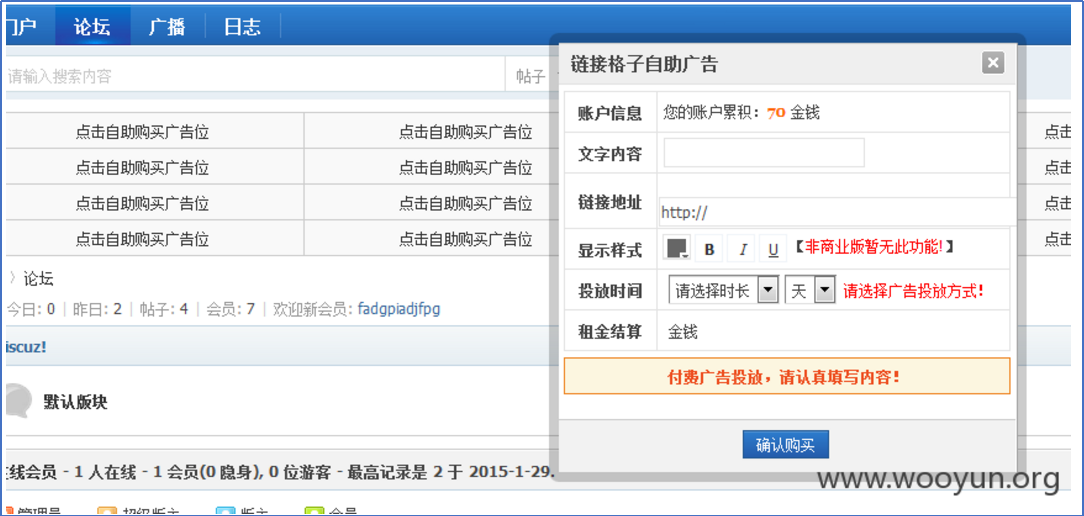 门户 论坛 广播 日志
请输入搜索内容 帖子
点击自助购买广告位 点击自助购买广告位 点击
点击自助购买广告位 点击自助购买广告位 点击
点击自助购买广告位 点击自助购买广告位 点击
点击自助购买广告位 点击自助购买广告位 点击
〉论坛
今日: 0 | 昨日: 2 | 帖子: 4 | 会员: 7 | 欢迎新会员: fadgpiadjfpg
iscuz!
默认版块
在线会员 - 1 人在线 - 1 会员(0 隐身), 0 位游客 - 最高记录是 2 于 2015-1-29.
管理员 超级版主 版主 会员
链接格子自助广告
账户信息 您的账户累积：70 金钱
文字内容
链接地址 http://
显示样式 B I U 【非商业版暂无此功能!】
投放时间 请选择时长 天 请选择广告投放方式!
租金结算 金钱
付费广告投放，请认真填写内容!
确认购买
www.wooyun.org